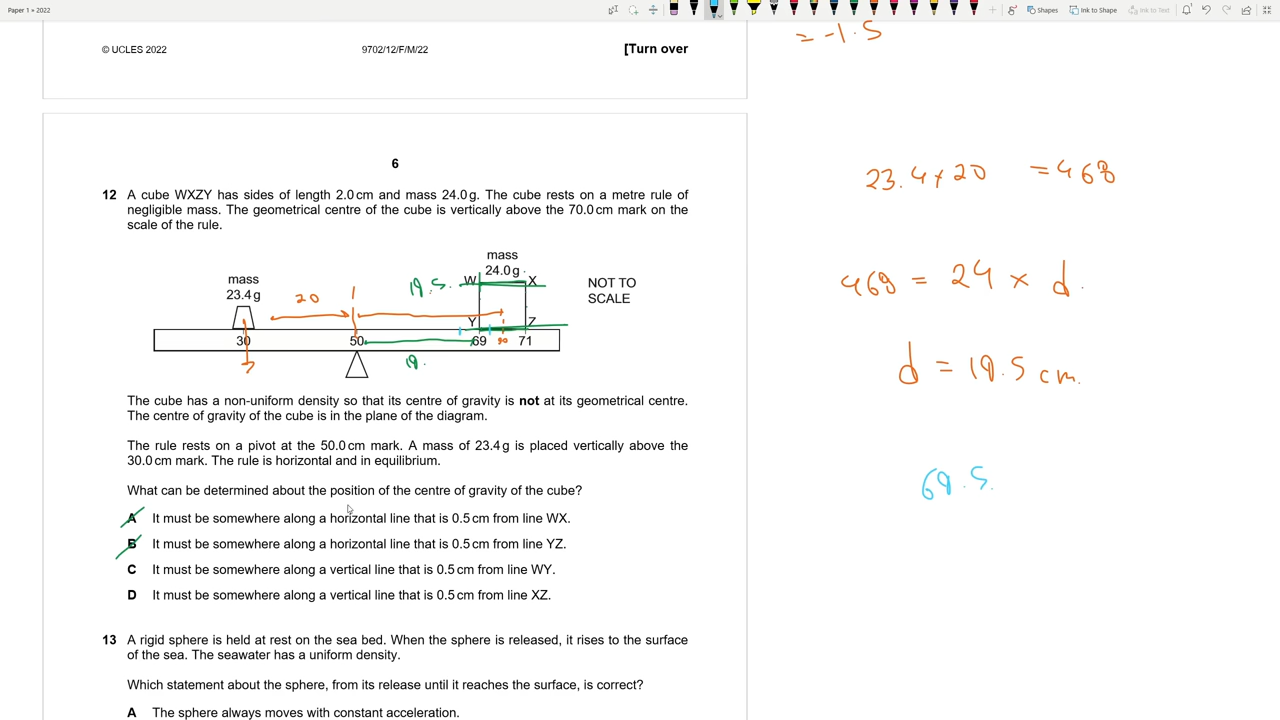 Paper 1 » 2022
Shapes
Ink to Shape
Ink to Text
= -1.5
© UCLES 2022 9702/12/F/M/22 [Turn over
6
12 A cube WXZY has sides of length 2.0 cm and mass 24.0 g. The cube rests on a metre rule of
negligible mass. The geometrical centre of the cube is vertically above the 70.0 cm mark on the
scale of the rule.
mass
24.0 g
mass
23.4 g
20
19.5.
W X
NOT TO
SCALE
Y Z
30 50 69 71
19.
The cube has a non-uniform density so that its centre of gravity is not at its geometrical centre.
The centre of gravity of the cube is in the plane of the diagram.
The rule rests on a pivot at the 50.0 cm mark. A mass of 23.4 g is placed vertically above the
30.0 cm mark. The rule is horizontal and in equilibrium.
What can be determined about the position of the centre of gravity of the cube?
A It must be somewhere along a horizontal line that is 0.5 cm from line WX.
B It must be somewhere along a horizontal line that is 0.5 cm from line YZ.
C It must be somewhere along a vertical line that is 0.5 cm from line WY.
D It must be somewhere along a vertical line that is 0.5 cm from line XZ.
13 A rigid sphere is held at rest on the sea bed. When the sphere is released, it rises to the surface
of the sea. The seawater has a uniform density.
Which statement about the sphere, from its release until it reaches the surface, is correct?
A The sphere always moves with constant acceleration.
23.4 x 20 = 468
468 = 24 x d.
d = 19.5 cm.
69.5.